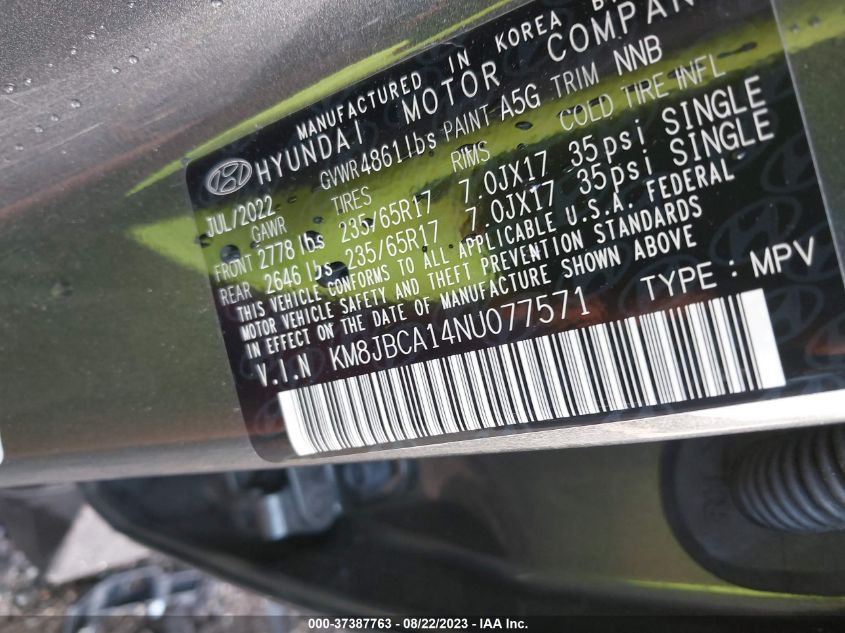 MANUFACTURED IN KOREA B
HYUNDAI MOTOR COMPAN
JUL/2022 GVWR 4861 lbs PAINT A5G TRIM NNB
GAWR TIRES RIMS COLD TIRE INFL
FRONT 2778 lbs 235/65R17 7.0JX17 35psi SINGLE
REAR 2646 lbs 235/65R17 7.0JX17 35psi SINGLE
THIS VEHICLE CONFORMS TO ALL APPLICABLE U.S.A. FEDERAL
MOTOR VEHICLE SAFETY AND THEFT PREVENTION STANDARDS
IN EFFECT ON THE DATE OF MANUFACTURE SHOWN ABOVE
V.I.N KM8JBCA14NU077571 TYPE : MPV
000-37387763 - 08/22/2023 - IAA Inc.